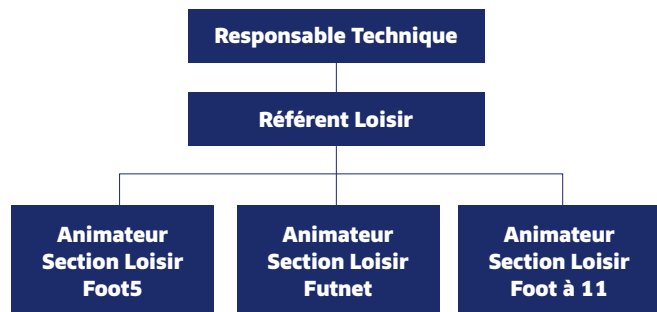 Responsable Technique
Référent Loisir
Animateur
Section Loisir
Foot5
Animateur
Section Loisir
Futnet
Animateur
Section Loisir
Foot à 11